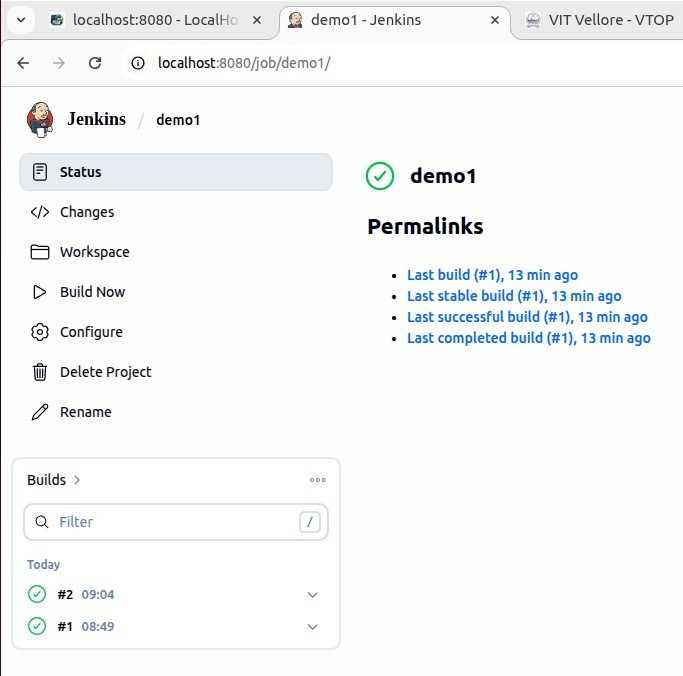 localhost:8080 - LocalHo
demo1 - Jenkins
VIT Vellore - VTOP
localhost:8080/job/demo1/
Jenkins / demo1
Status
Changes
Workspace
Build Now
Configure
Delete Project
Rename
demo1
Permalinks
Last build (#1), 13 min ago
Last stable build (#1), 13 min ago
Last successful build (#1), 13 min ago
Last completed build (#1), 13 min ago
Builds
Filter /
Today
#2 09:04
#1 08:49